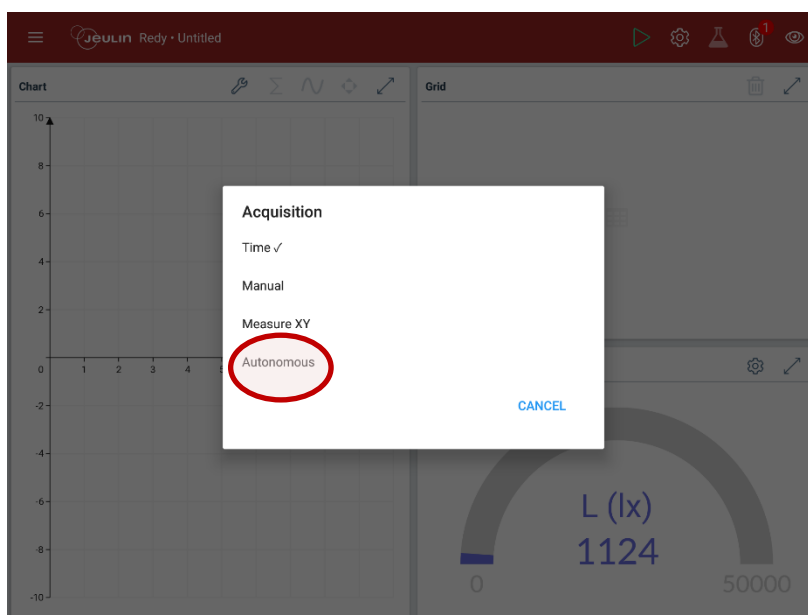 Jeulin Redy • Untitled
1
Chart
Grid
10
8
6
4
2
0
-2
-4
-6
-8
-10
1 2 3 4 5
Acquisition
Time ✓
Manual
Measure XY
Autonomous
CANCEL
L (lx)
1124
0
50000